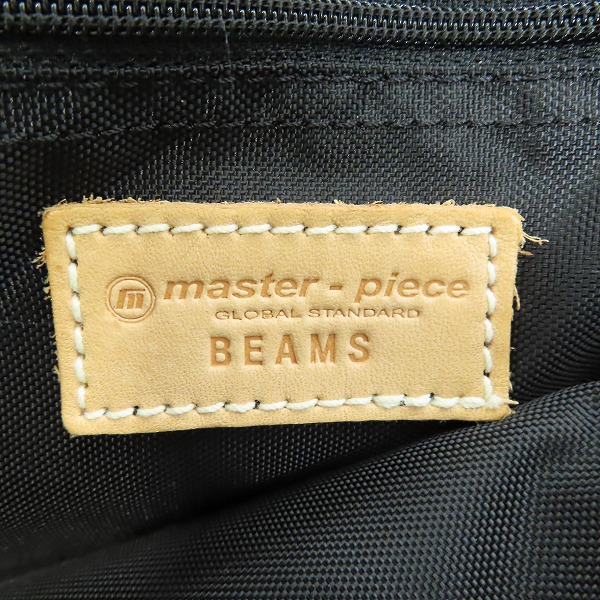 m master - piece
GLOBAL STANDARD
BEAMS